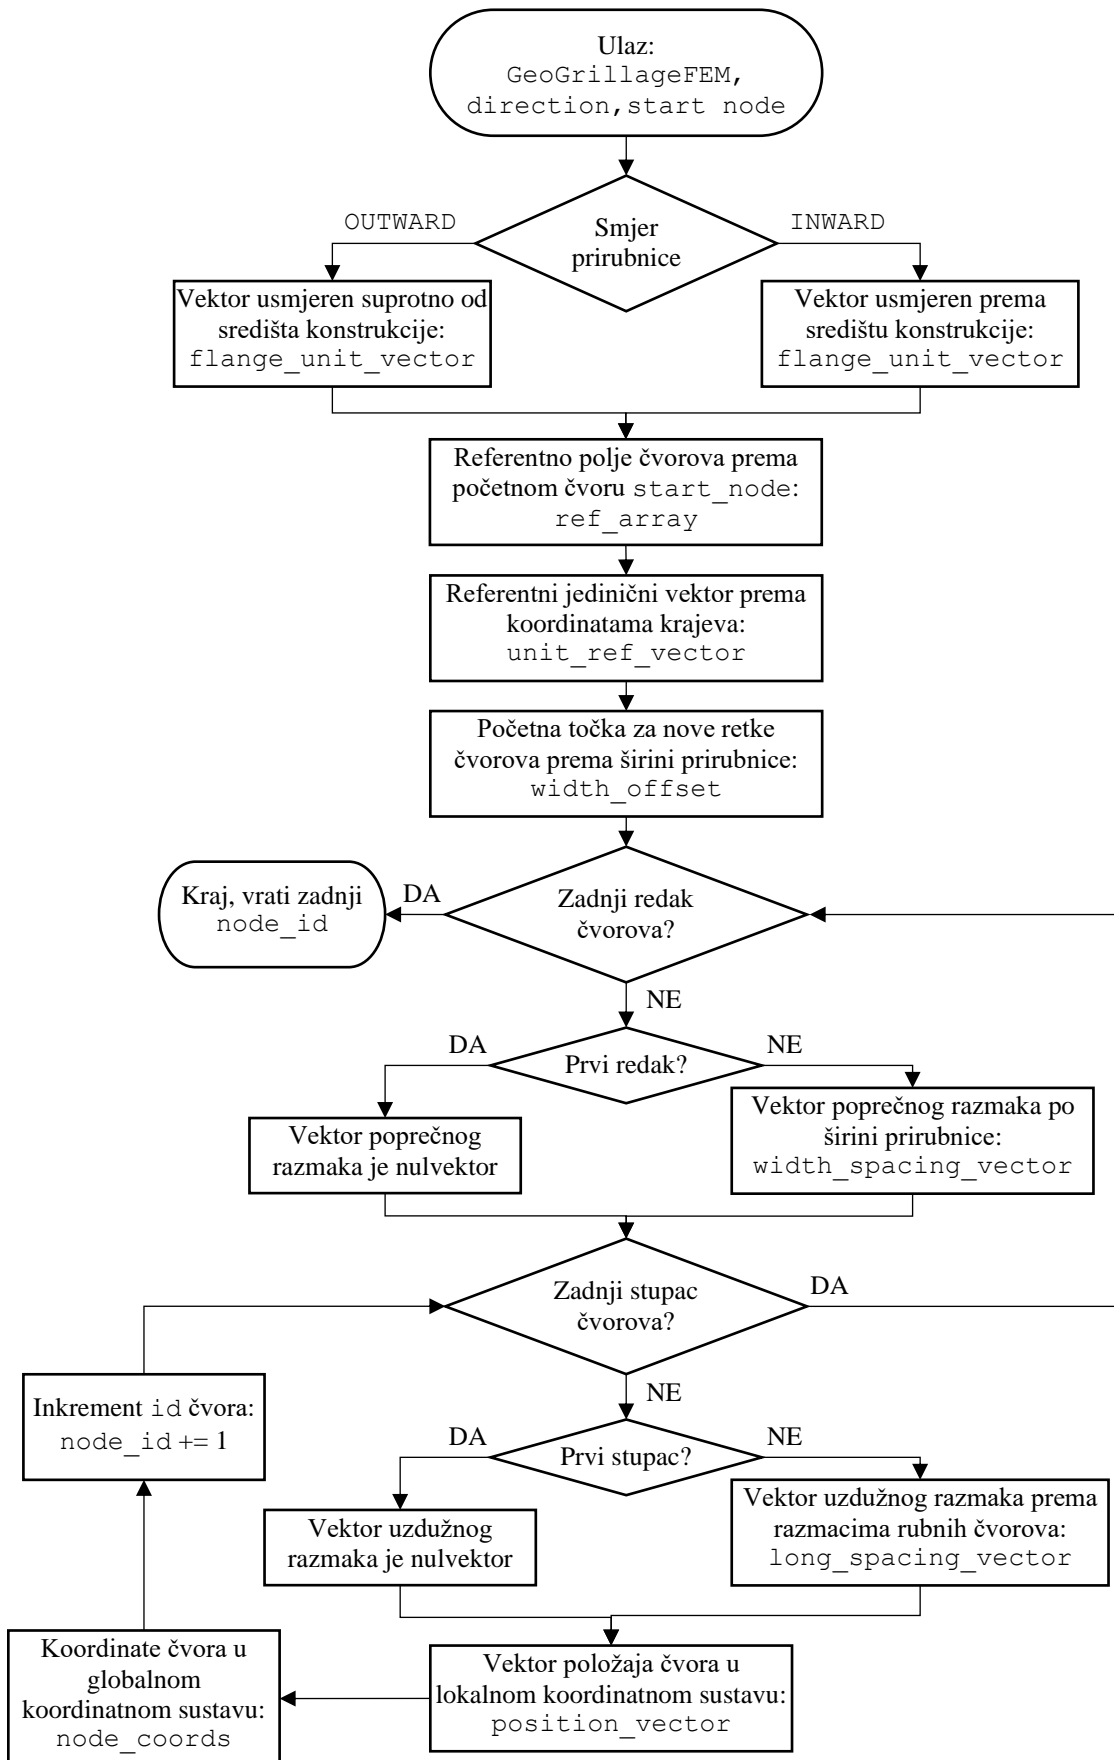 Ulaz:
GeoGrillageFEM,
direction,start node
OUTWARD
Smjer
prirubnice
INWARD
Vektor usmjeren suprotno od
središta konstrukcije:
flange_unit_vector
Vektor usmjeren prema
središtu konstrukcije:
flange_unit_vector
Referentno polje čvorova prema
početnom čvoru start_node:
ref_array
Referentni jedinični vektor prema
koordinatama krajeva:
unit_ref_vector
Početna točka za nove retke
čvorova prema širini prirubnice:
width_offset
Kraj, vrati zadnji
node_id
DA
Zadnji redak
čvorova?
NE
DA
Prvi redak?
NE
Vektor poprečnog
razmaka je nulvektor
Vektor poprečnog razmaka po
širini prirubnice:
width_spacing_vector
Zadnji stupac
čvorova?
DA
NE
Inkrement id čvora:
node_id += 1
DA
Prvi stupac?
NE
Vektor uzdužnog
razmaka je nulvektor
Vektor uzdužnog razmaka prema
razmacima rubnih čvorova:
long_spacing_vector
Koordinate čvora u
globalnom
koordinatnom sustavu:
node_coords
Vektor položaja čvora u
lokalnom koordinatnom sustavu:
position_vector